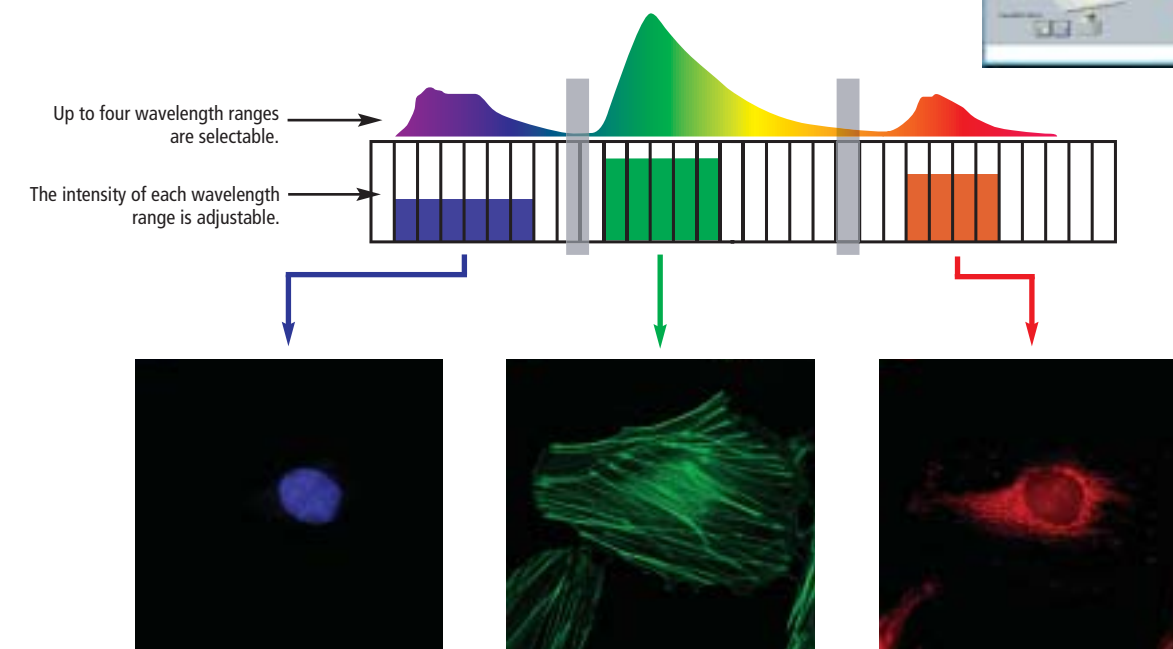 Up to four wavelength ranges
are selectable.
The intensity of each wavelength
range is adjustable.